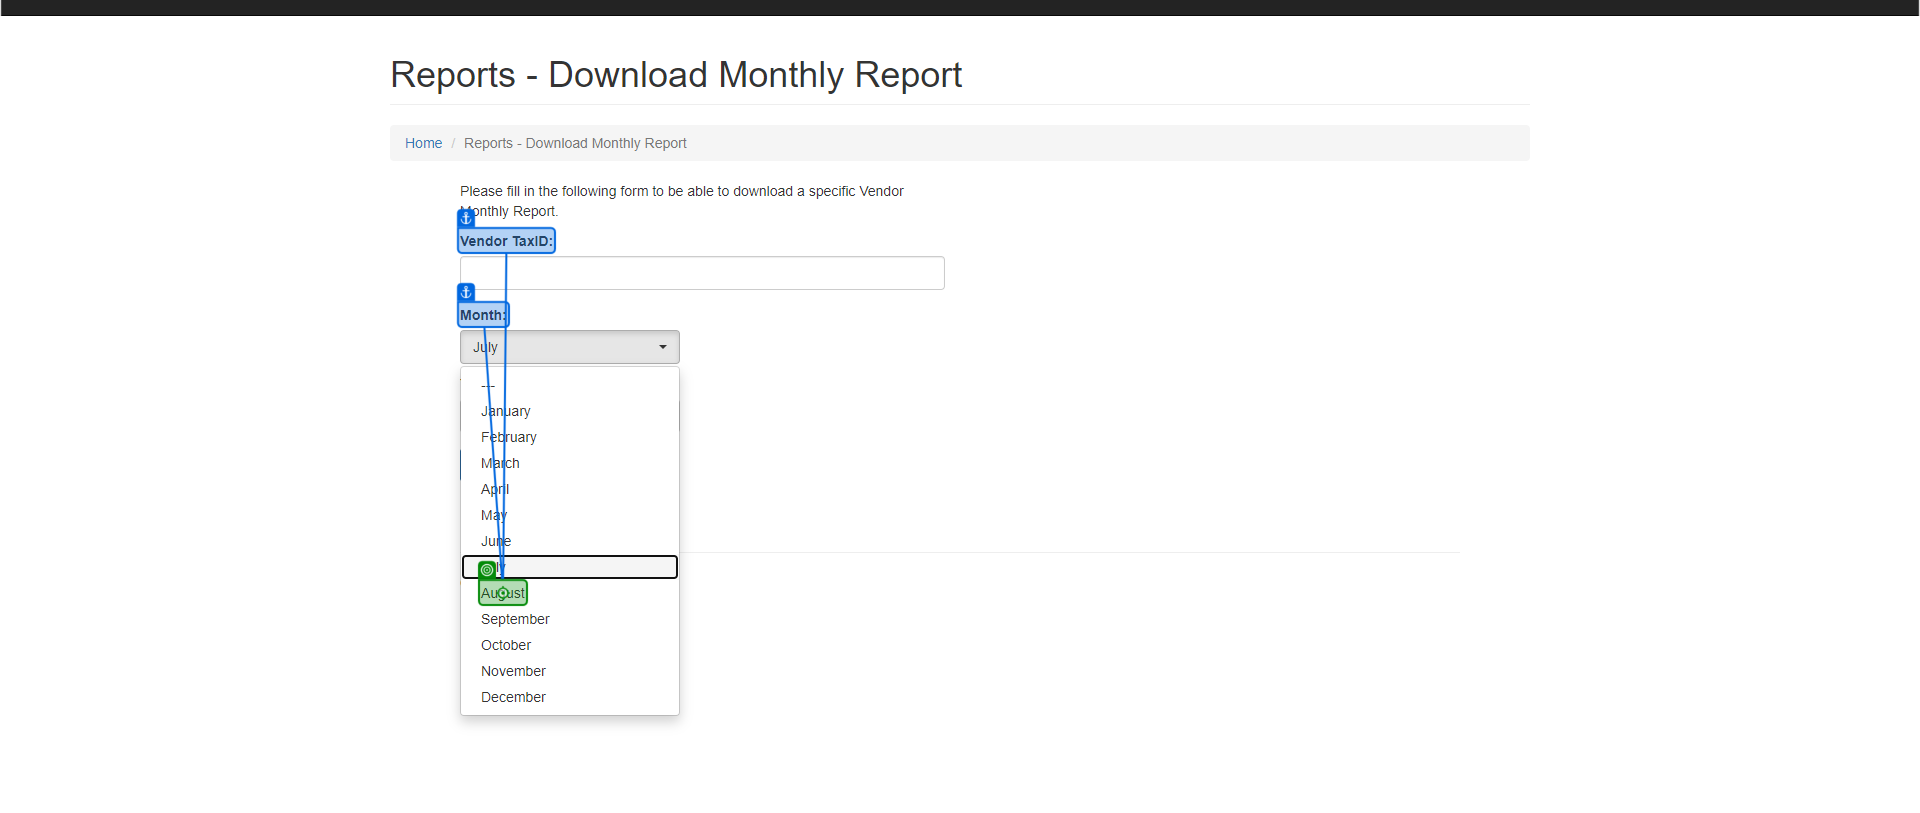 Reports - Download Monthly Report
Home / Reports - Download Monthly Report
Please fill in the following form to be able to download a specific Vendor
Monthly Report.
Vendor TaxID:
Month:
July
---
January
February
March
April
May
June
August
September
October
November
December